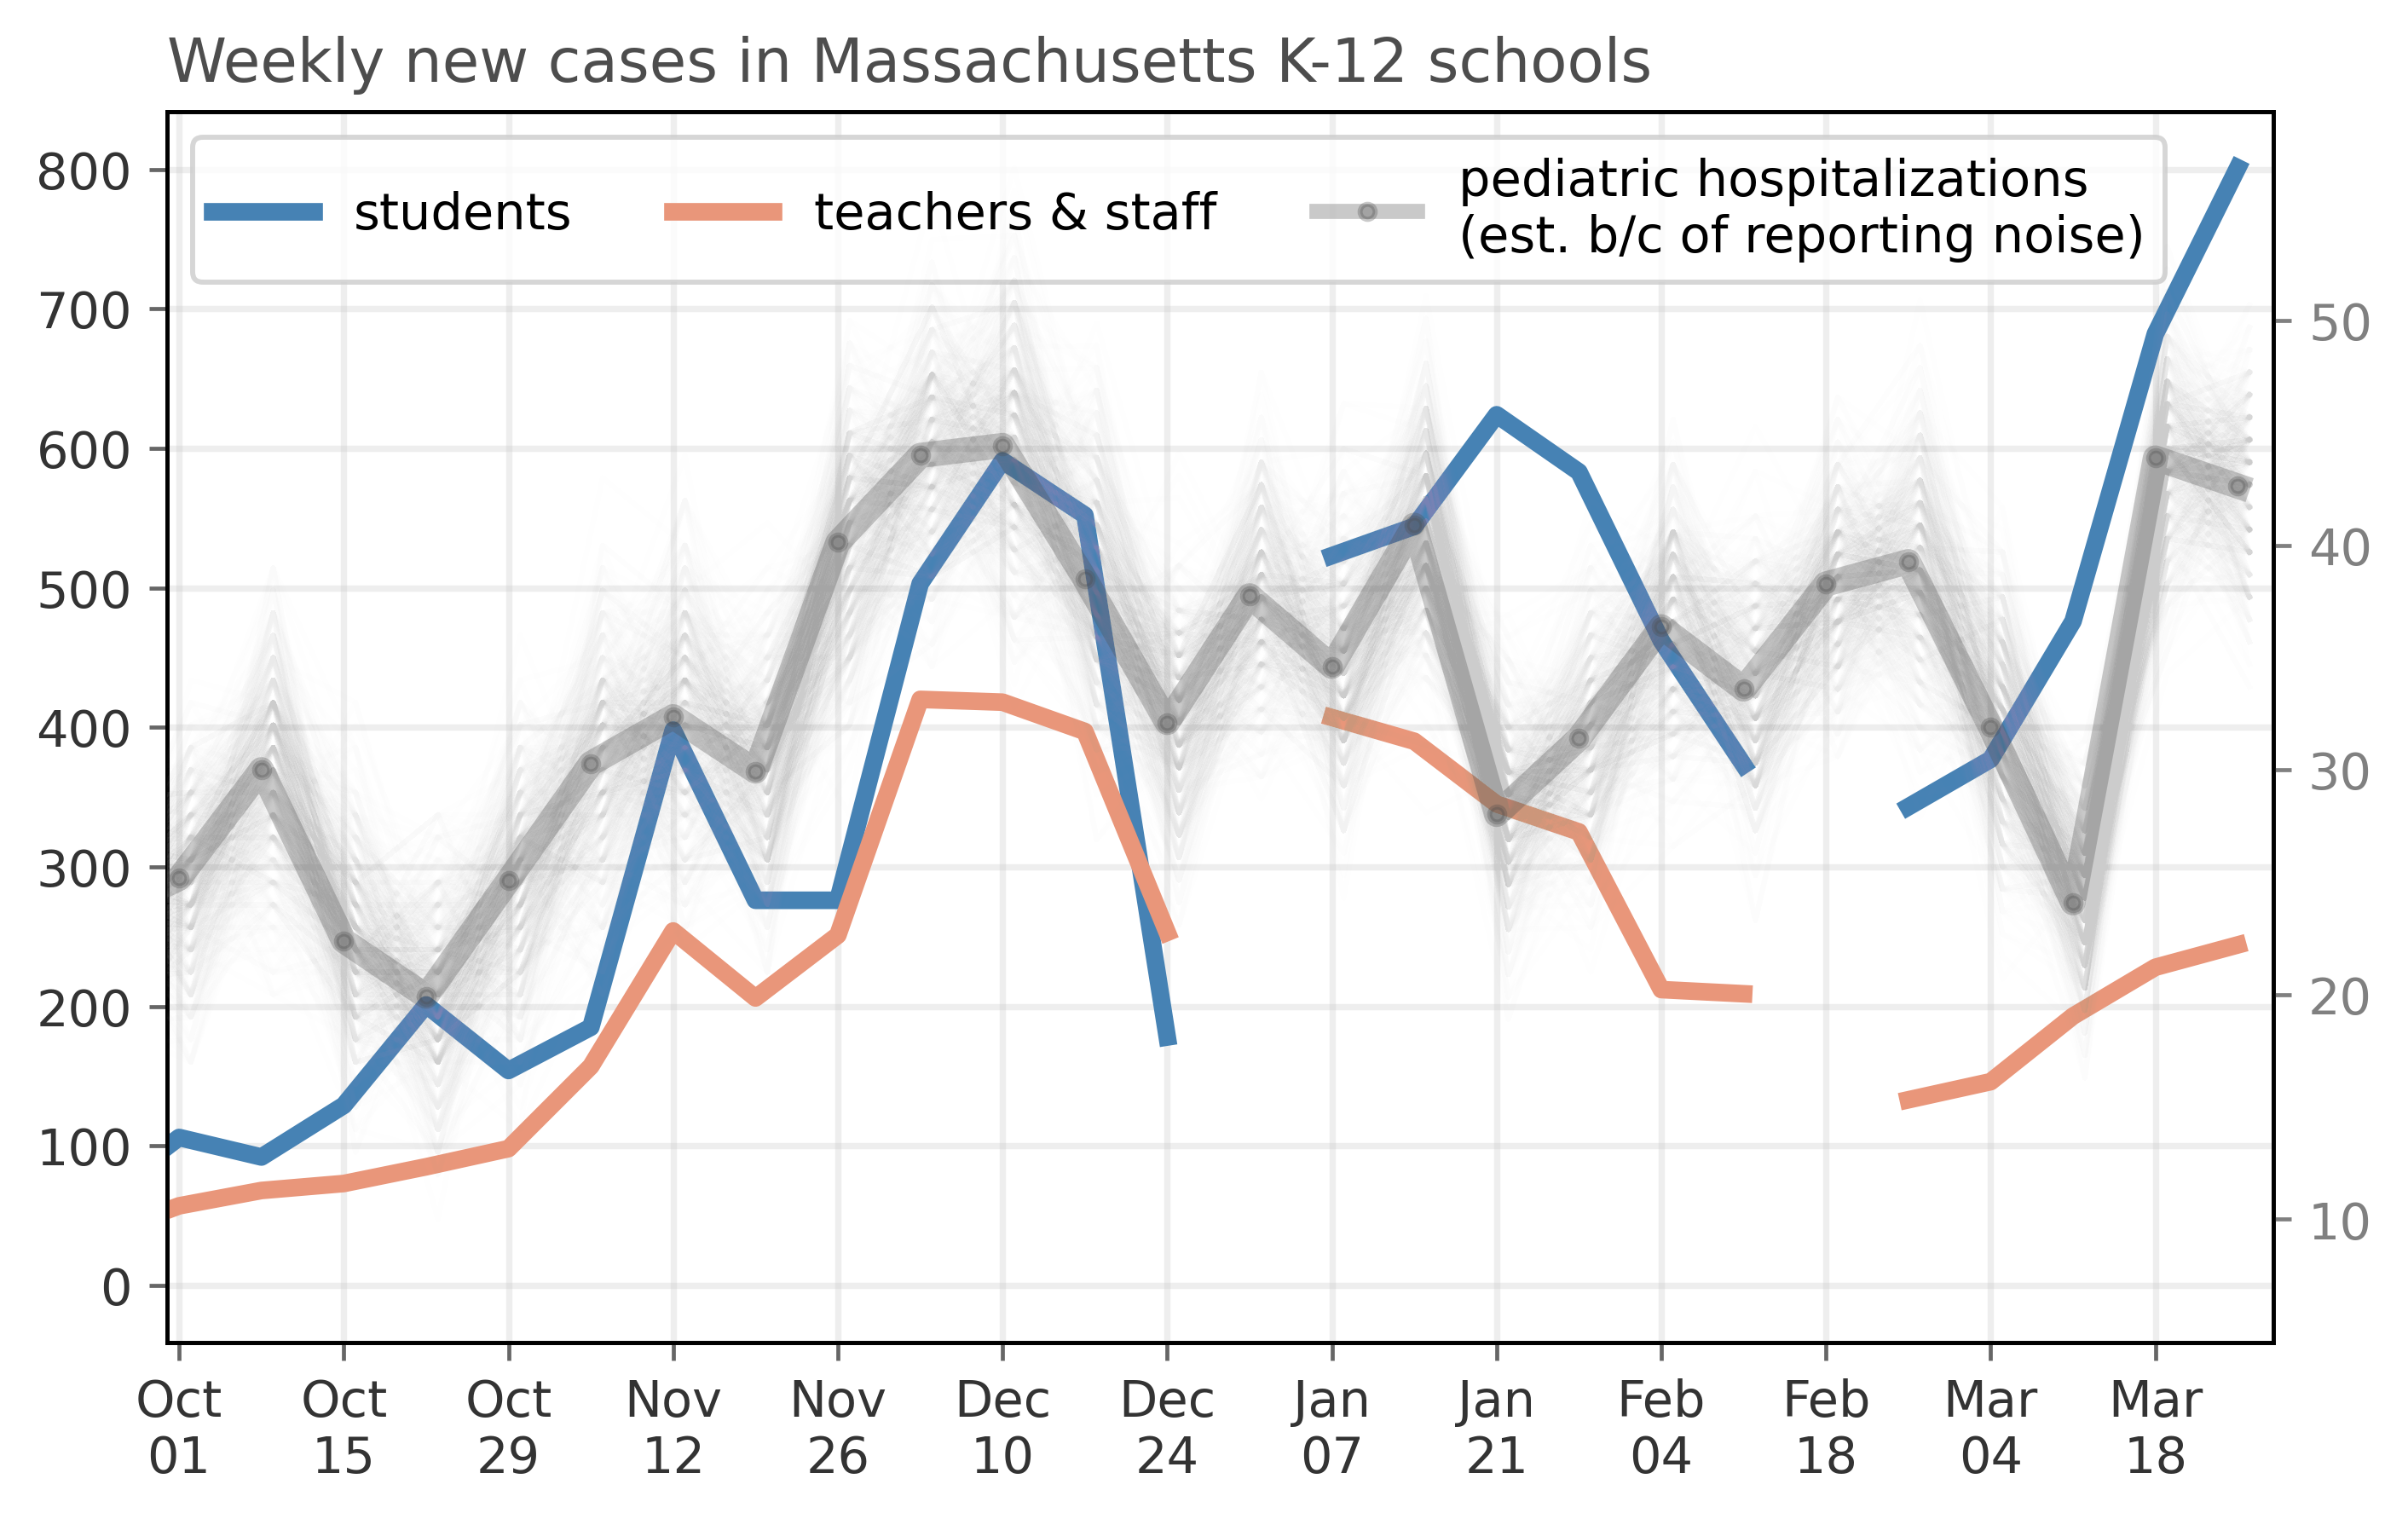 Weekly new cases in Massachusetts K-12 schools
students
teachers & staff
pediatric hospitalizations
(est. b/c of reporting noise)
800
700
600
500
400
300
200
100
0
50
40
30
20
10
Oct Oct Oct Nov Nov Dec Dec Jan Jan Feb Feb Mar Mar
01 15 29 12 26 10 24 07 21 04 18 04 18